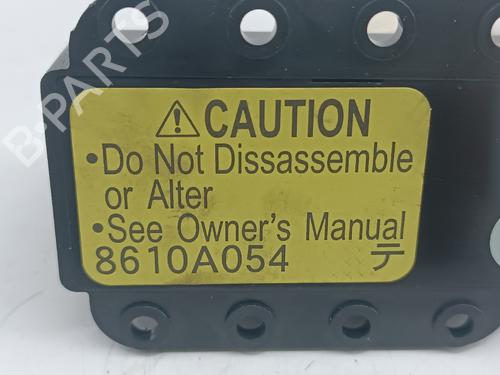 ⚠ CAUTION
•Do Not Dissassemble
or Alter
•See Owner's Manual
8610A054 テ
B-PARTS